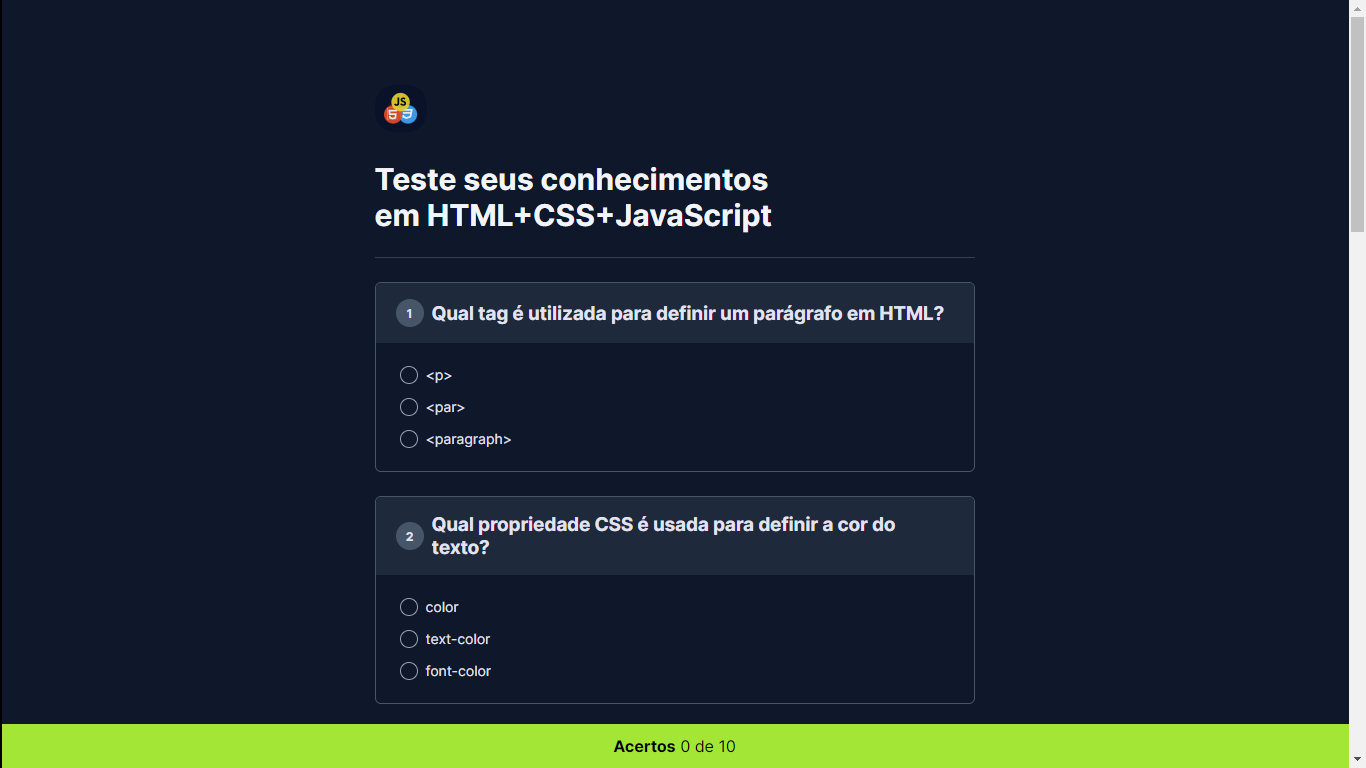 JS
Teste seus conhecimentos
em HTML+CSS+JavaScript
1 Qual tag é utilizada para definir um parágrafo em HTML?
<p>
<par>
<paragraph>
2 Qual propriedade CSS é usada para definir a cor do
texto?
color
text-color
font-color
Acertos 0 de 10